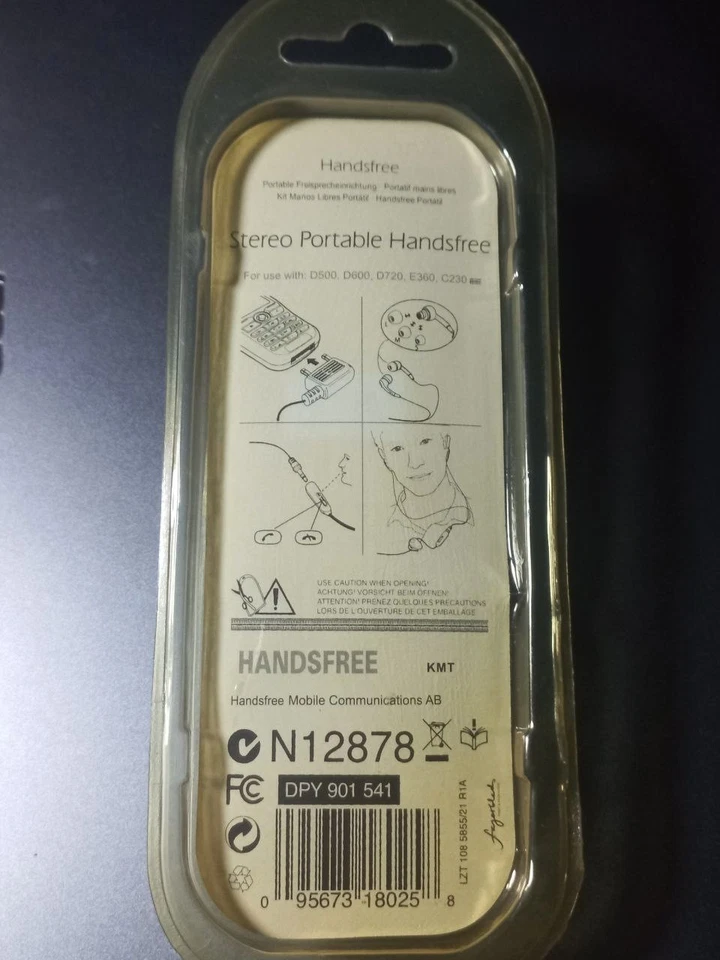 Handsfree
Portable Freisprecheinrichtung · Portatif mains libres
Kit Manos Libres Portátil · Handsfree Portátil
Stereo Portable Handsfree
For use with: D500, D600, D720, E360, C230
USE CAUTION WHEN OPENING!
ACHTUNG! VORSICHT BEIM ÖFFNEN!
ATTENTION! PRENEZ QUELQUES PRÉCAUTIONS
LORS DE L'OUVERTURE DE CET EMBALLAGE
HANDSFREE KMT
Handsfree Mobile Communications AB
N12878
FC DPY 901 541
LZT 108 5855/21 R1A
0 95673 18025 8